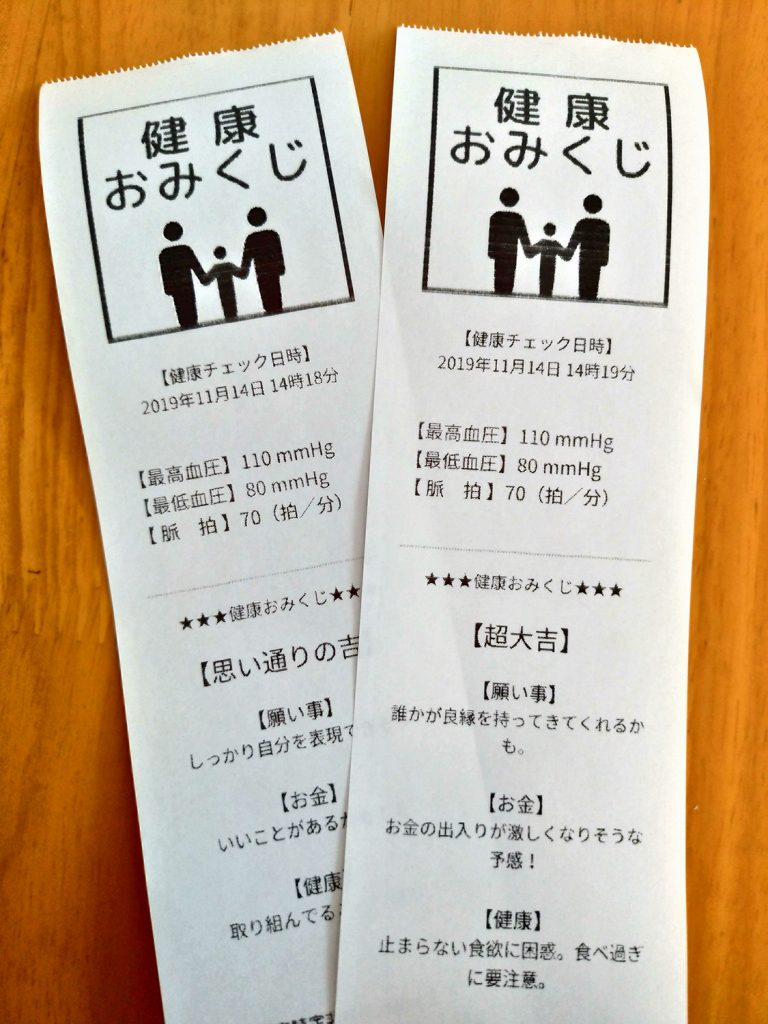 健康
おみくじ
【健康チェック日時】
2019年11月14日 14時18分
【最高血圧】110 mmHg
【最低血圧】80 mmHg
【脈　拍】70（拍／分）
★★★健康おみくじ★★
【思い通りの吉
【願い事】
しっかり自分を表現
【お金】
いいことがある
【健康
取り組んでる
健康
おみくじ
【健康チェック日時】
2019年11月14日 14時19分
【最高血圧】110 mmHg
【最低血圧】80 mmHg
【脈　拍】70（拍／分）
★★★健康おみくじ★★★
【超大吉】
【願い事】
誰かが良縁を持ってきてくれるか
も。
【お金】
お金の出入りが激しくなりそうな
予感！
【健康】
止まらない食欲に困惑。食べ過ぎ
に要注意。